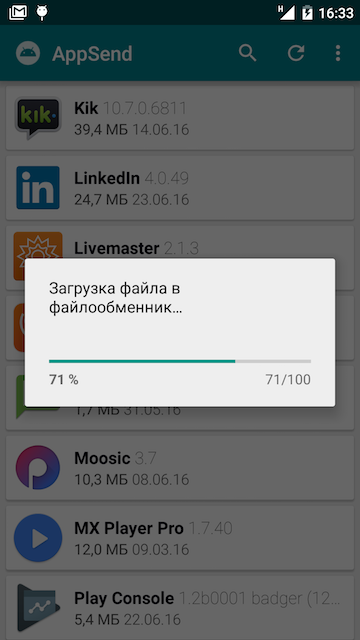 H 16:33
AppSend
kik.
Kik 10.7.0.6811
39,4 МБ 14.06.16
in
LinkedIn 4.0.49
24,7 МБ 23.06.16
Livemaster 2.1.3
Загрузка файла в
файлообменник...
71 % 71/100
1,7 МБ 31.05.16
Moosic 3.7
10,3 МБ 08.06.16
MX Player Pro 1.7.40
12,0 МБ 09.03.16
Play Console 1.2b0001 badger (12...
5,4 МБ 22.06.16